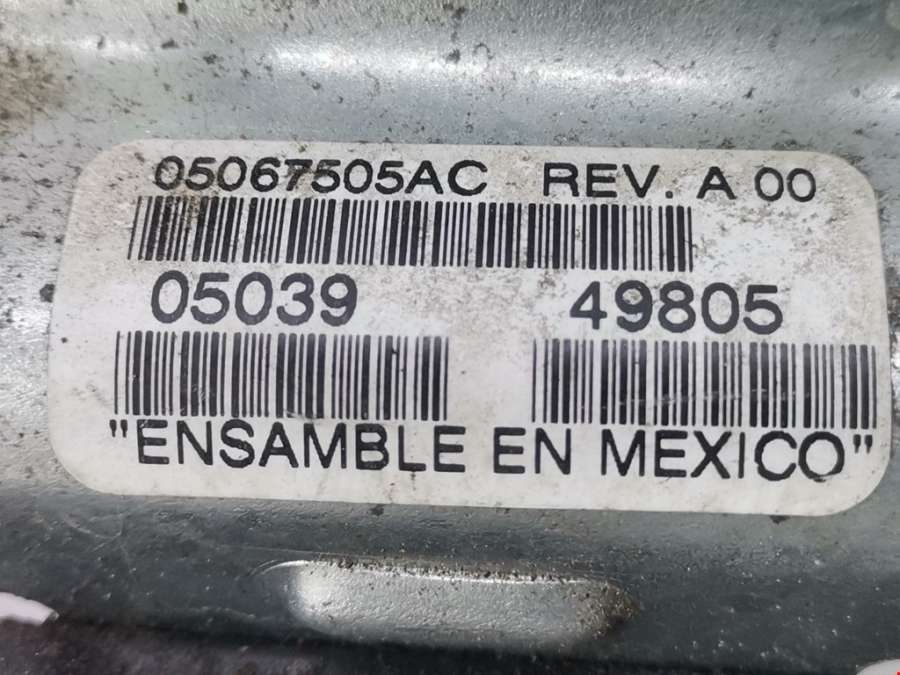 05067505AC REV. A 00
05039 49805
"ENSAMBLE EN MEXICO"